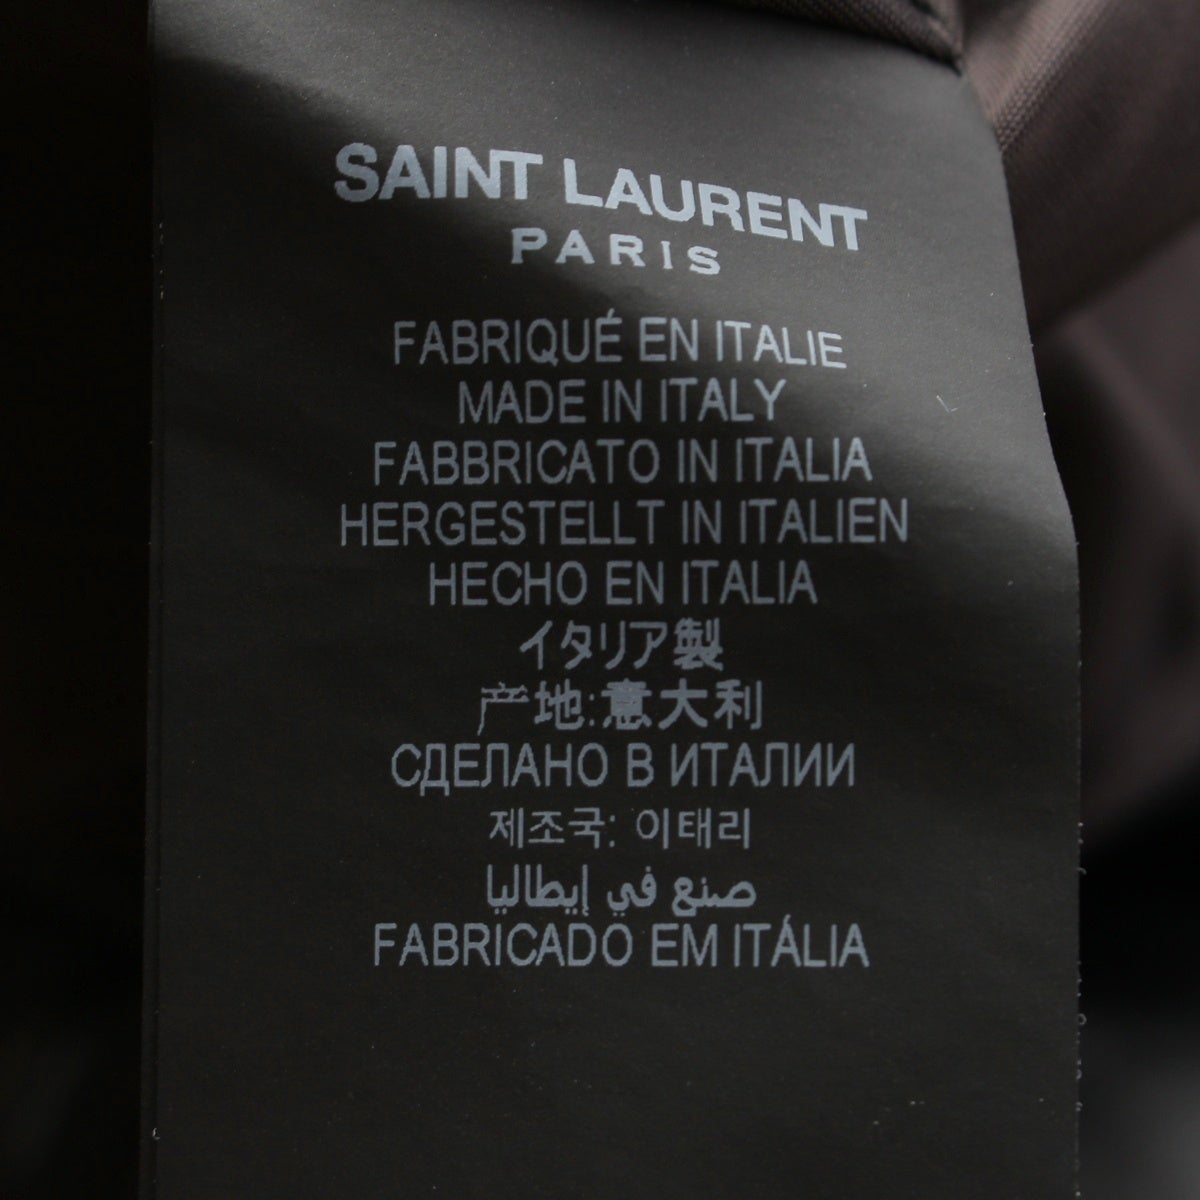 SAINT LAURENT
PARIS
FABRIQUÉ EN ITALIE
MADE IN ITALY
FABBRICATO IN ITALIA
HERGESTELLT IN ITALIEN
HECHO EN ITALIA
イタリア製
产地:意大利
СДЕЛАНО В ИТАЛИИ
제조국: 이태리
صنع في إيطاليا
FABRICADO EM ITÁLIA